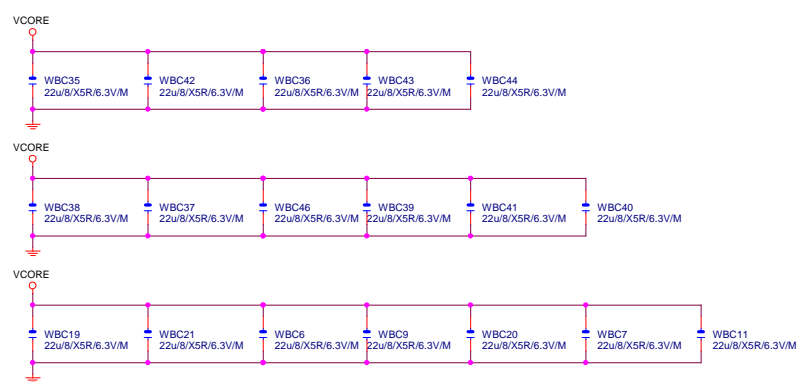 VCORE
WBC35 WBC42 WBC36 WBC43 WBC44
22u/8/X5R/6.3V/M 22u/8/X5R/6.3V/M 22u/8/X5R/6.3V/M 22u/8/X5R/6.3V/M 22u/8/X5R/6.3V/M
VCORE
WBC38 WBC37 WBC46 WBC39 WBC41 WBC40
22u/8/X5R/6.3V/M 22u/8/X5R/6.3V/M 22u/8/X5R/6.3V/M 22u/8/X5R/6.3V/M 22u/8/X5R/6.3V/M 22u/8/X5R/6.3V/M
VCORE
WBC19 WBC21 WBC6 WBC9 WBC20 WBC7 WBC11
22u/8/X5R/6.3V/M 22u/8/X5R/6.3V/M 22u/8/X5R/6.3V/M 22u/8/X5R/6.3V/M 22u/8/X5R/6.3V/M 22u/8/X5R/6.3V/M 22u/8/X5R/6.3V/M